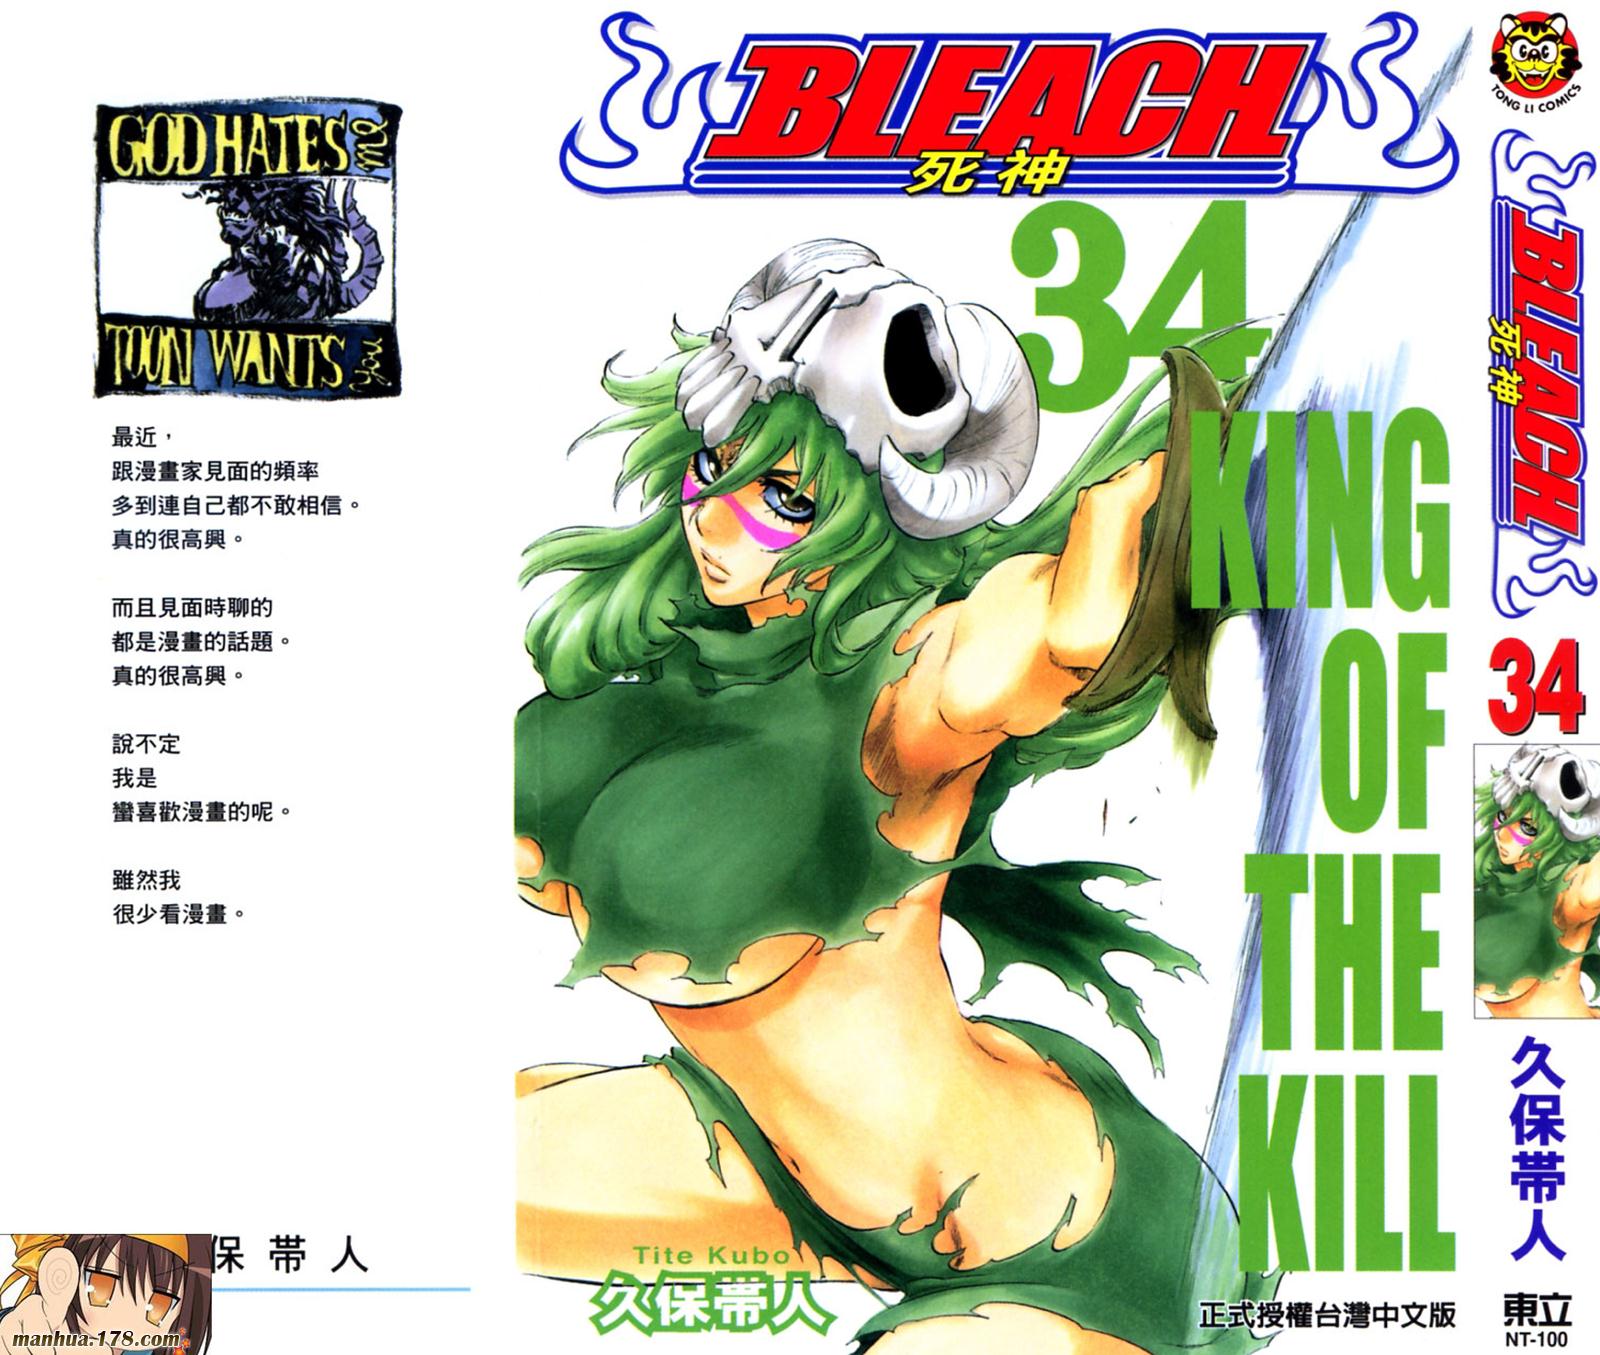 GOD HATES
me
TOON WANTS
you
最近，
跟漫畫家見面的頻率
多到連自己都不敢相信。
真的很高興。
而且見面時聊的
都是漫畫的話題。
真的很高興。
說不定
我是
蠻喜歡漫畫的呢。
雖然我
很少看漫畫。
保帯人
manhua.178.com
BLEACH
死神
34
KING
OF
THE
KILL
Tite Kubo
久保帯人
正式授權台灣中文版
TONG LI COMICS
BLEACH
死神
34
久保帯人
東立
NT-100